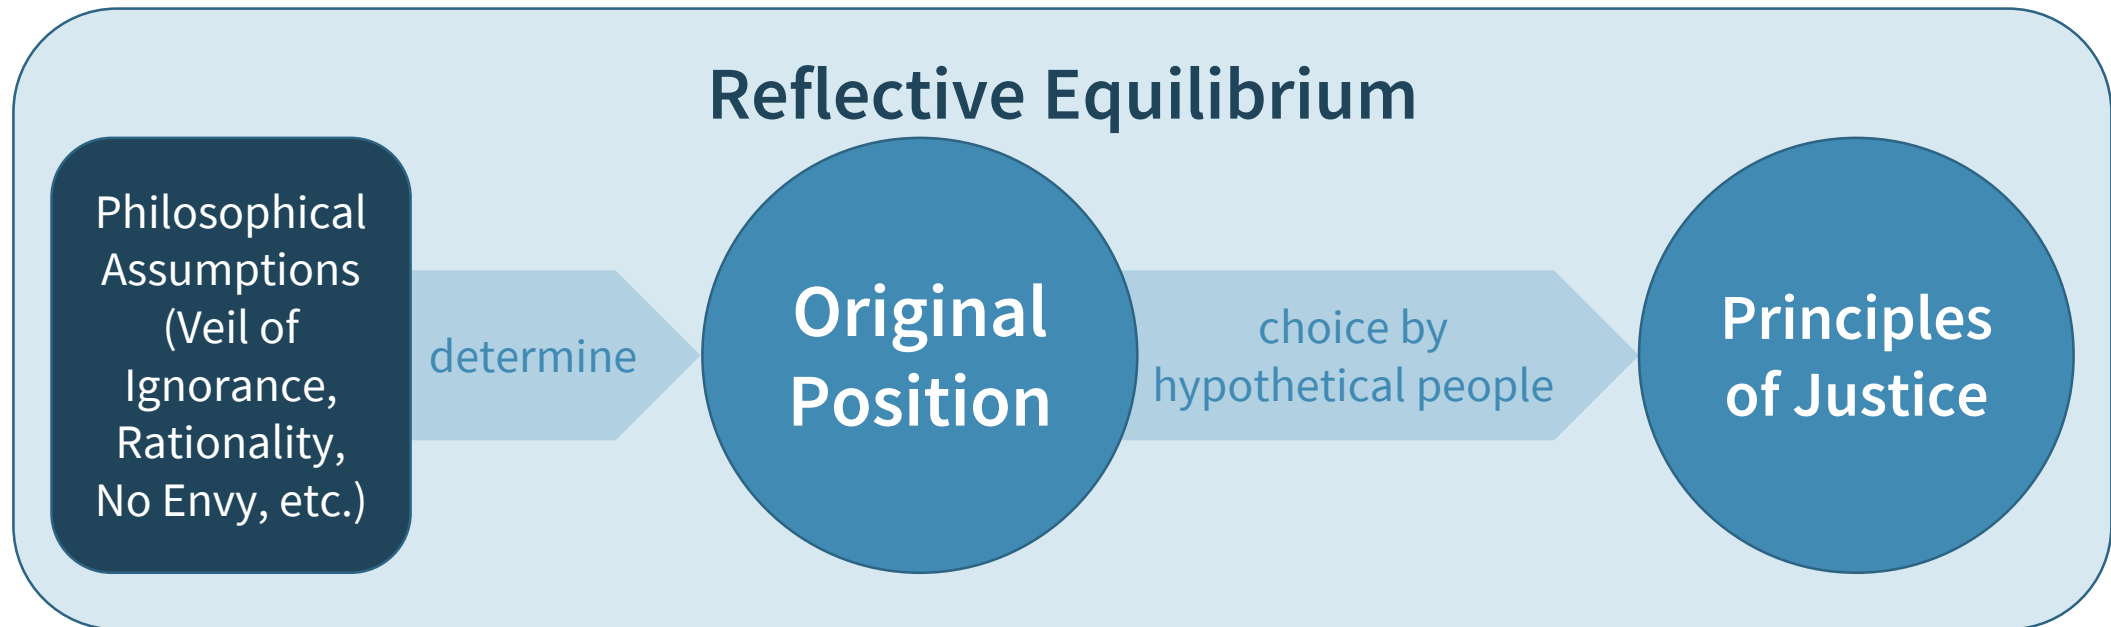 Reflective Equilibrium
Philosophical
Assumptions
(Veil of
Ignorance,
Rationality,
No Envy, etc.)
determine
Original
Position
choice by
hypothetical people
Principles
of Justice